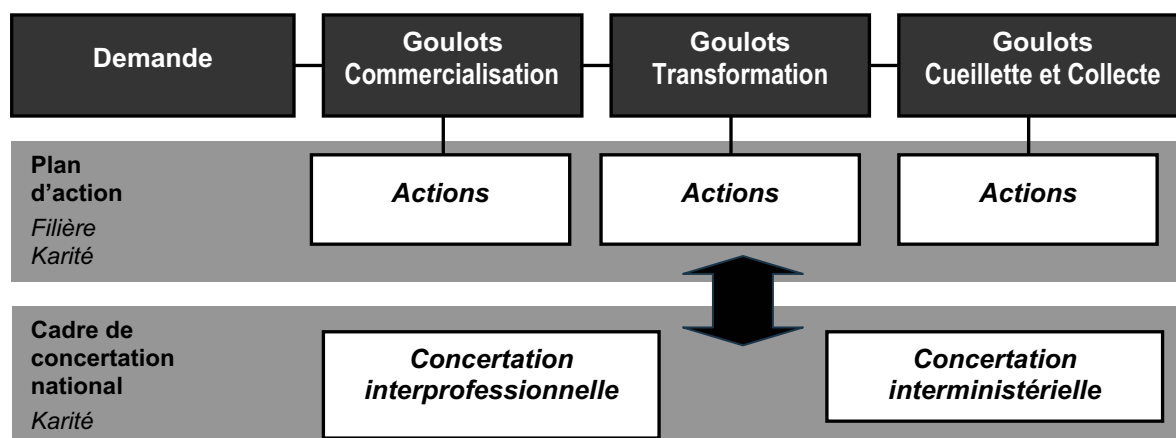 Demande
Goulots
Commercialisation
Goulots
Transformation
Goulots
Cueillette et Collecte
Plan
d’action
Filière
Karité
Actions
Actions
Actions
Cadre de
concertation
national
Karité
Concertation
interprofessionnelle
Concertation
interministérielle